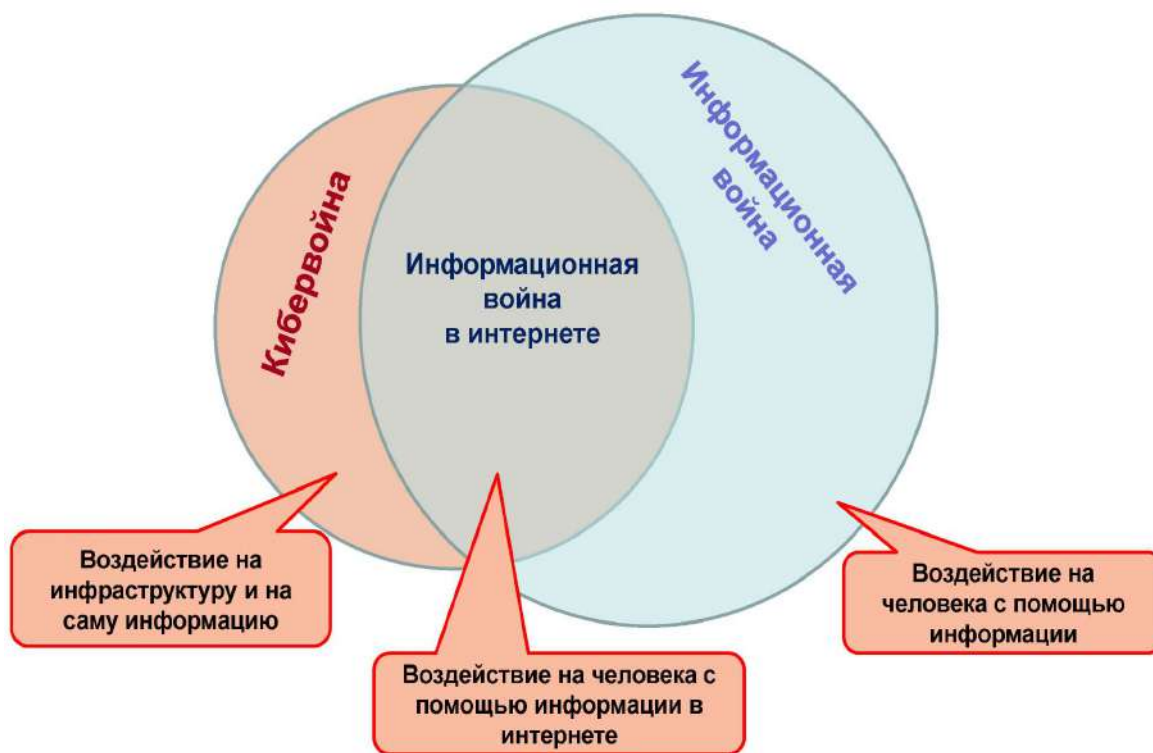 Информационная
война
Кибервойна
Информационная
война
в интернете
Воздействие на
инфраструктуру и на
саму информацию
Воздействие на человека с
помощью информации в
интернете
Воздействие на
человека с помощью
информации